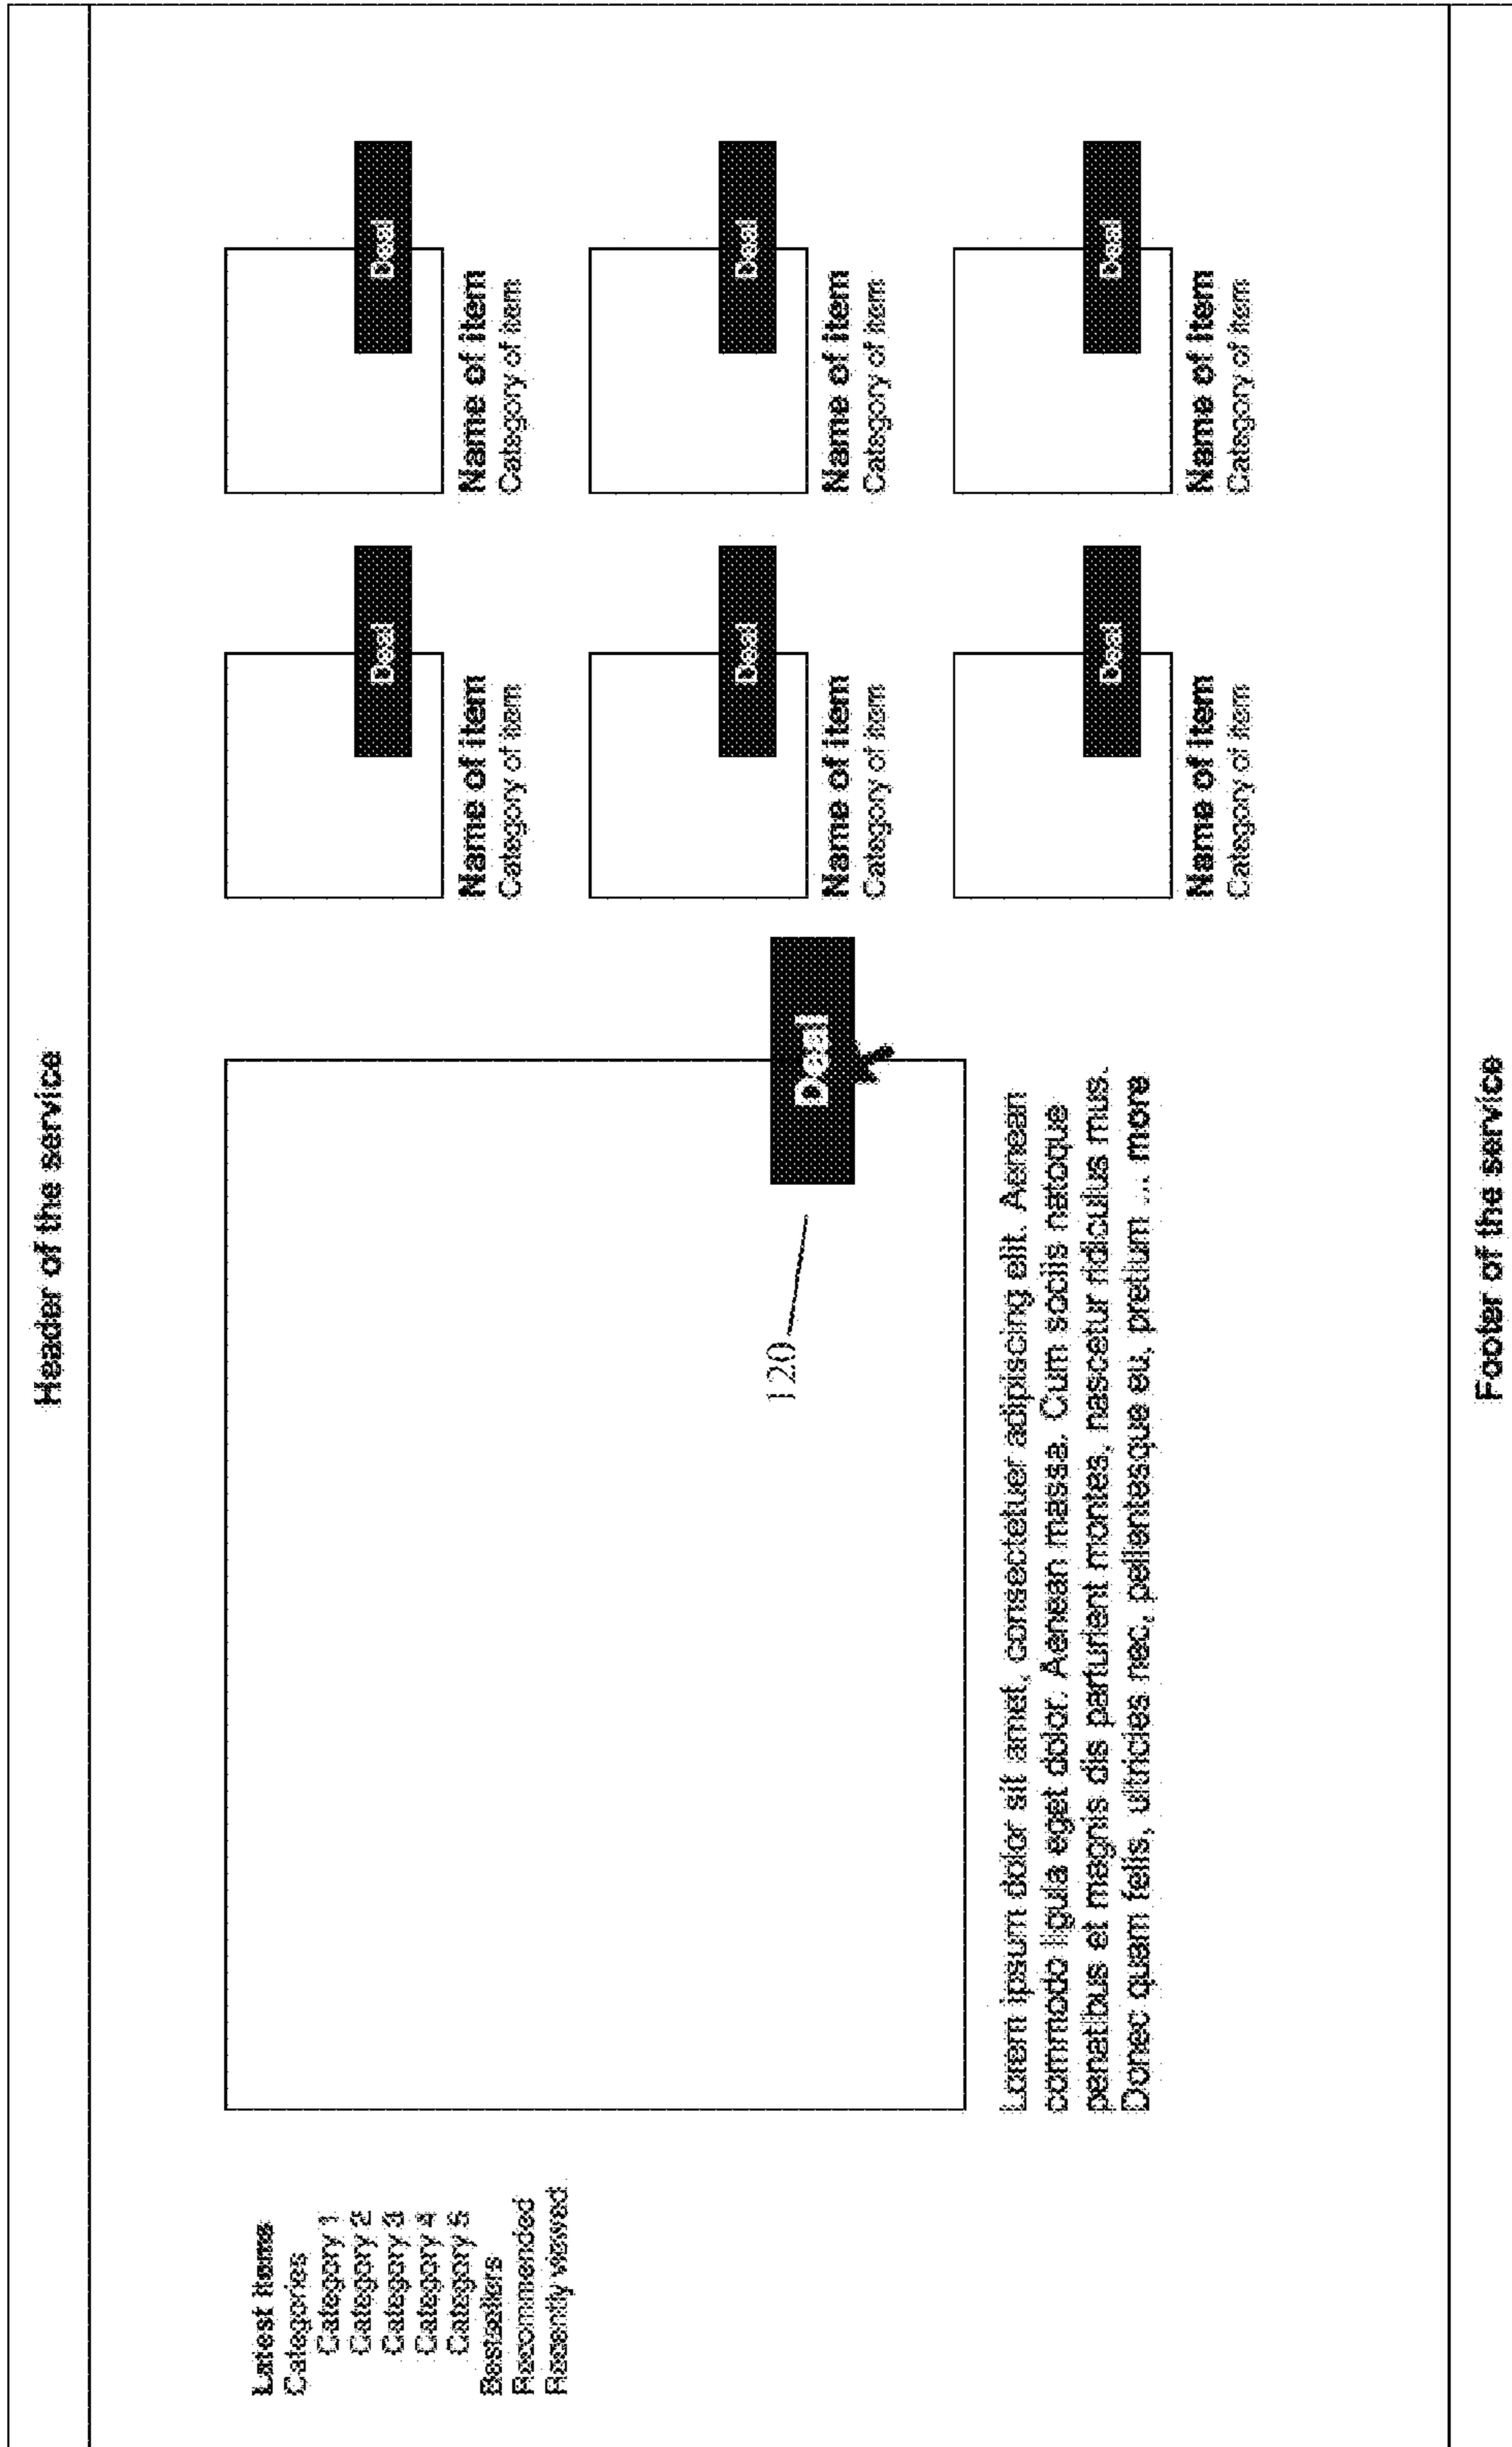 Header of the service
Latest items
Categories
Category 1
Category 2
Category 3
Category 4
Category 5
Bestsellers
Recommended
Recently viewed
Deal
120
Lorem ipsum dolor sit amet, consectetuer adipiscing elit. Aenean
commodo ligula eget dolor. Aenean massa. Cum sociis natoque
penatibus et magnis dis parturient montes, nascetur ridiculus mus.
Donec quam felis, ultricies nec, pellentesque eu, pretium ... more
Deal
Name of item
Category of item
Deal
Name of item
Category of item
Deal
Name of item
Category of item
Deal
Name of item
Category of item
Deal
Name of item
Category of item
Deal
Name of item
Category of item
Footer of the service